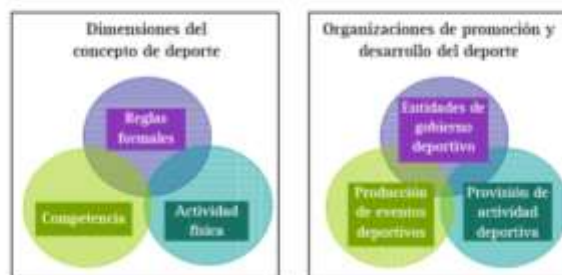 Dimensiones del
concepto de deporte
Reglas
formales
Competencia
Actividad
física
Organizaciones de promoción y
desarrollo del deporte
Entidades de
gobierno
deportivo
Producción
de eventos
deportivos
Provisión de
actividad
deportiva